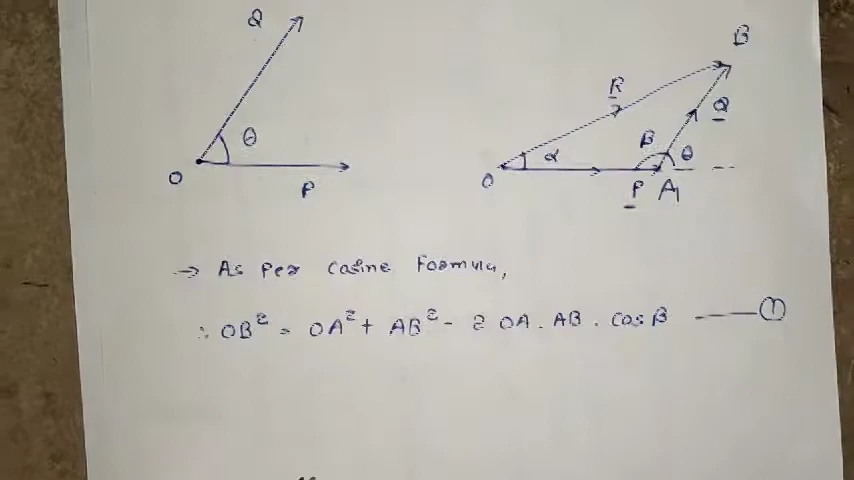 Q
θ
O
P
B
R
Q
β
α
θ
O
P A
→ As Per Cosine Formula,
∴ OB² = OA² + AB² - 2 OA . AB . cos β —— ①